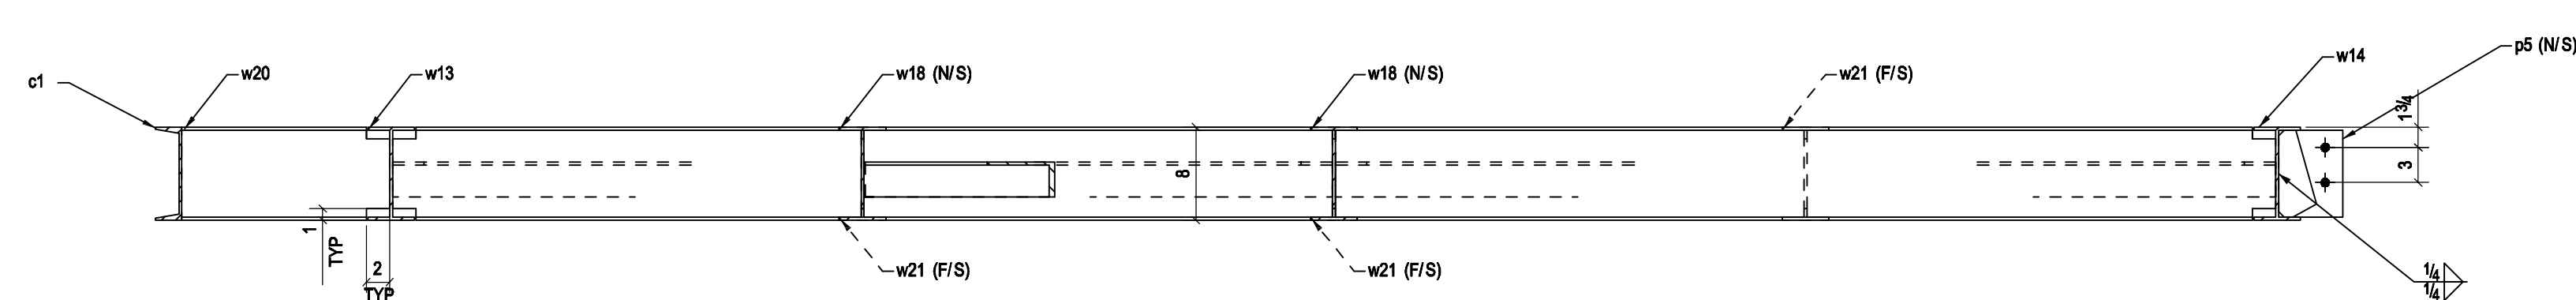 p5 (N/S)
w14
w20
w13
w18 (N/S)
w18 (N/S)
w21 (F/S)
c1
1 3/4
3
8
1
TYP
2
TYP
w21 (F/S)
w21 (F/S)
1/4
1/4